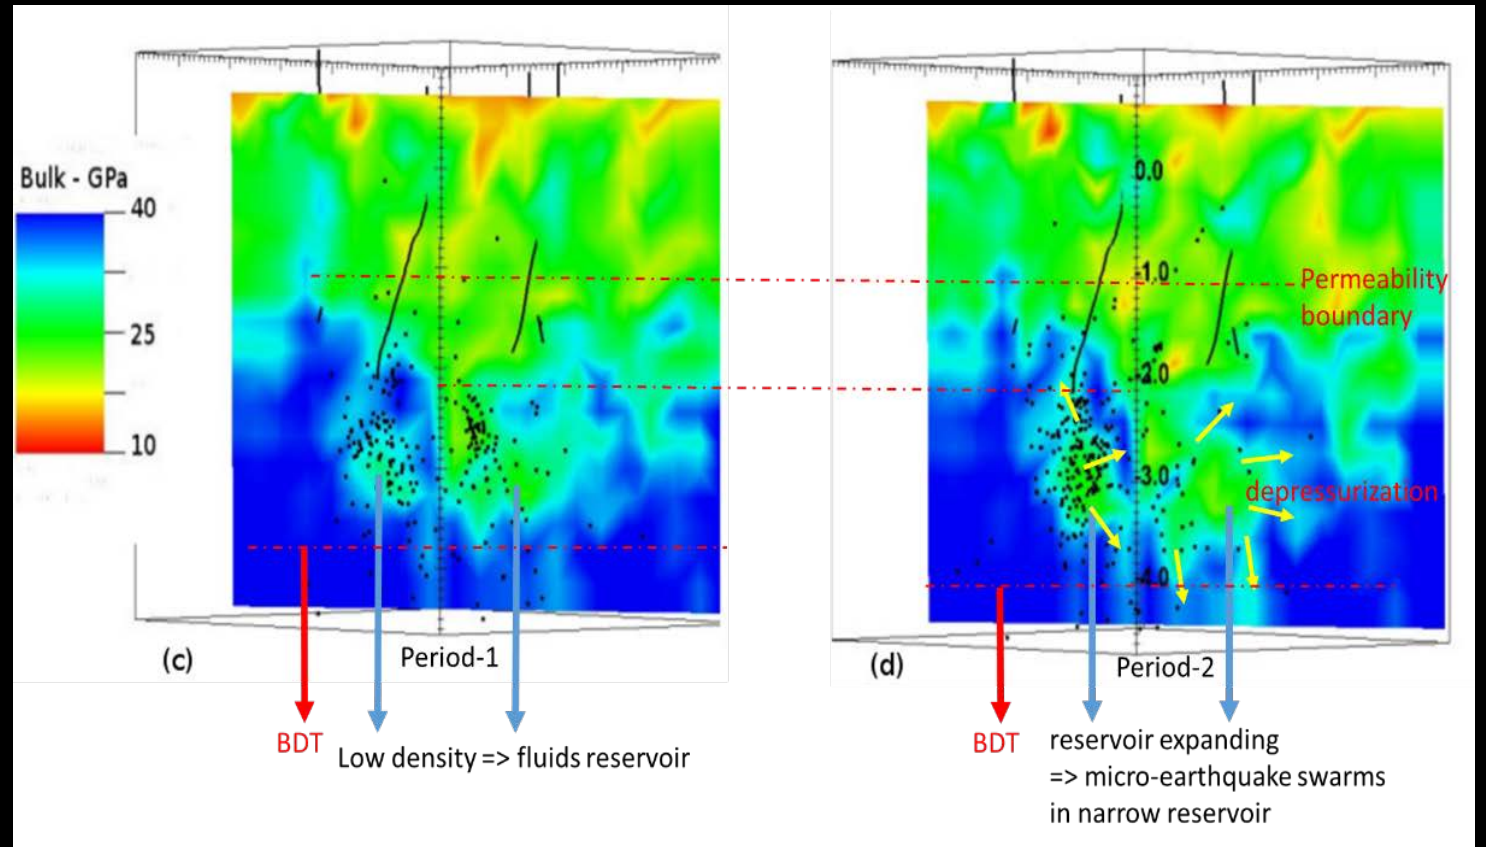 Bulk - GPa
40
25
10
0.0
-1.0
-2.0
-3.0
-4.0
Permeability
boundary
depressurization
(c)
Period-1
(d)
Period-2
BDT
Low density => fluids reservoir
BDT
reservoir expanding
=> micro-earthquake swarms
in narrow reservoir